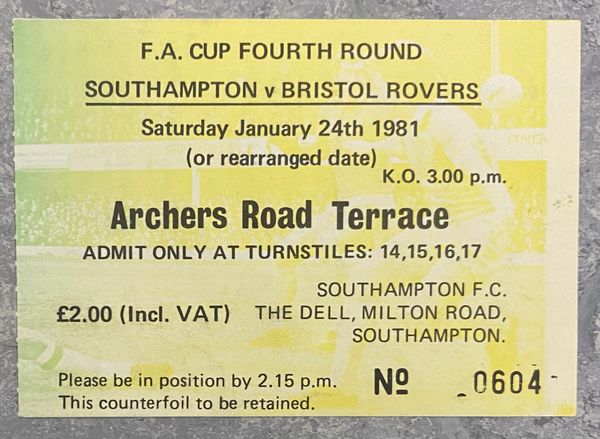 F.A. CUP FOURTH ROUND
SOUTHAMPTON v BRISTOL ROVERS
Saturday January 24th 1981
(or rearranged date)
K.O. 3.00 p.m.
Archers Road Terrace
ADMIT ONLY AT TURNSTILES: 14,15,16,17
SOUTHAMPTON F.C.
£2.00 (Incl. VAT) THE DELL, MILTON ROAD,
SOUTHAMPTON.
Please be in position by 2.15 p.m. Nº 0604
This counterfoil to be retained.